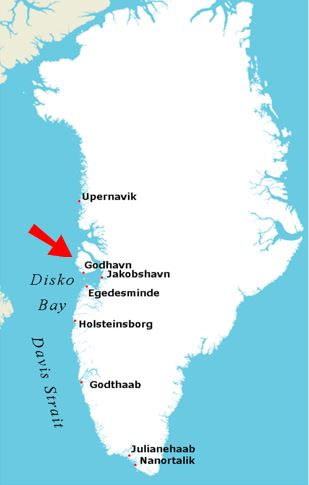 Upernavik
Godhavn
Jakobshavn
Disko
Bay
Egedesminde
Holsteinsborg
Davis Strait
Godthaab
Julianehaab
Nanortalik